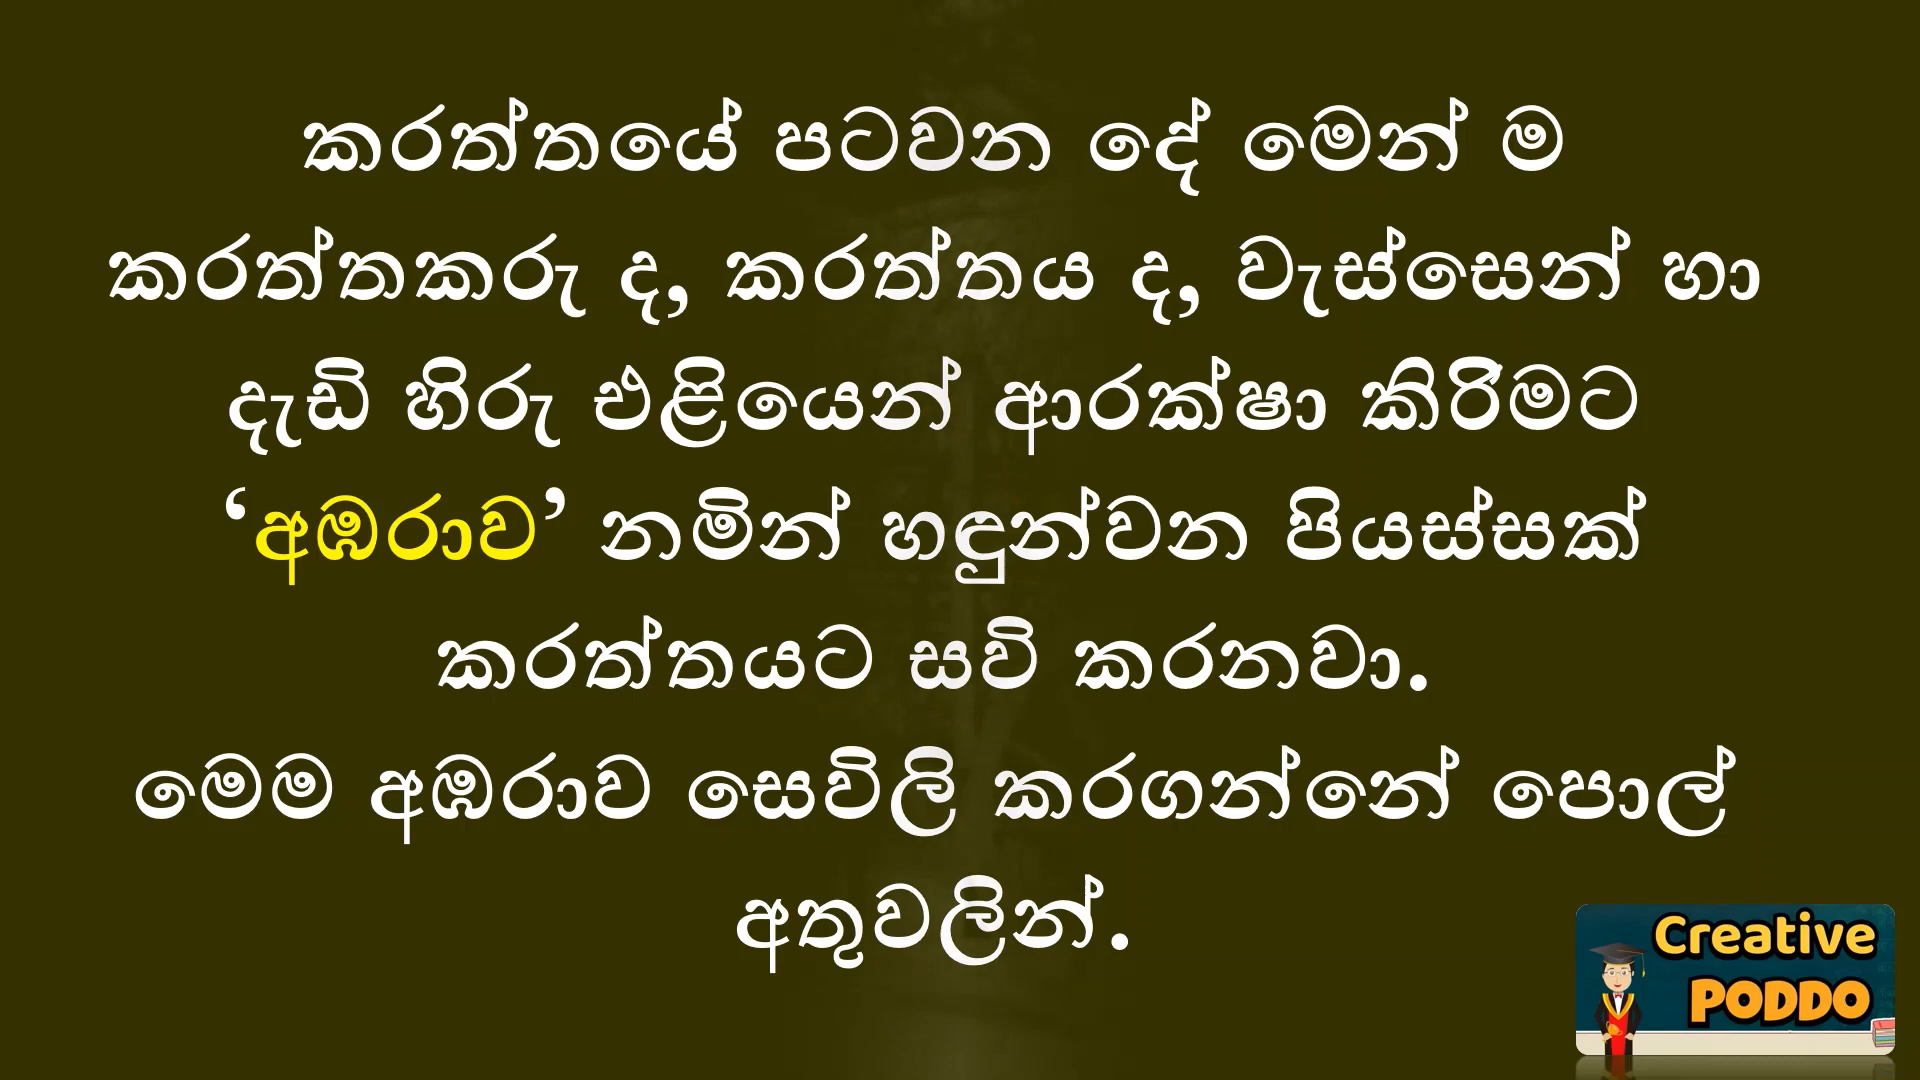 කරත්තයේ පටවන දේ මෙන් ම
කරත්තකරු ද, කරත්තය ද, වැස්සෙන් හා
දැඩි හිරු එළියෙන් ආරක්ෂා කිරීමට
‘අඹරාව’ නමින් හඳුන්වන පියස්සක්
කරත්තයට සවි කරනවා.
මෙම අඹරාව සෙවිලි කරගන්නේ පොල්
අතුවලින්.
Creative
PODDO